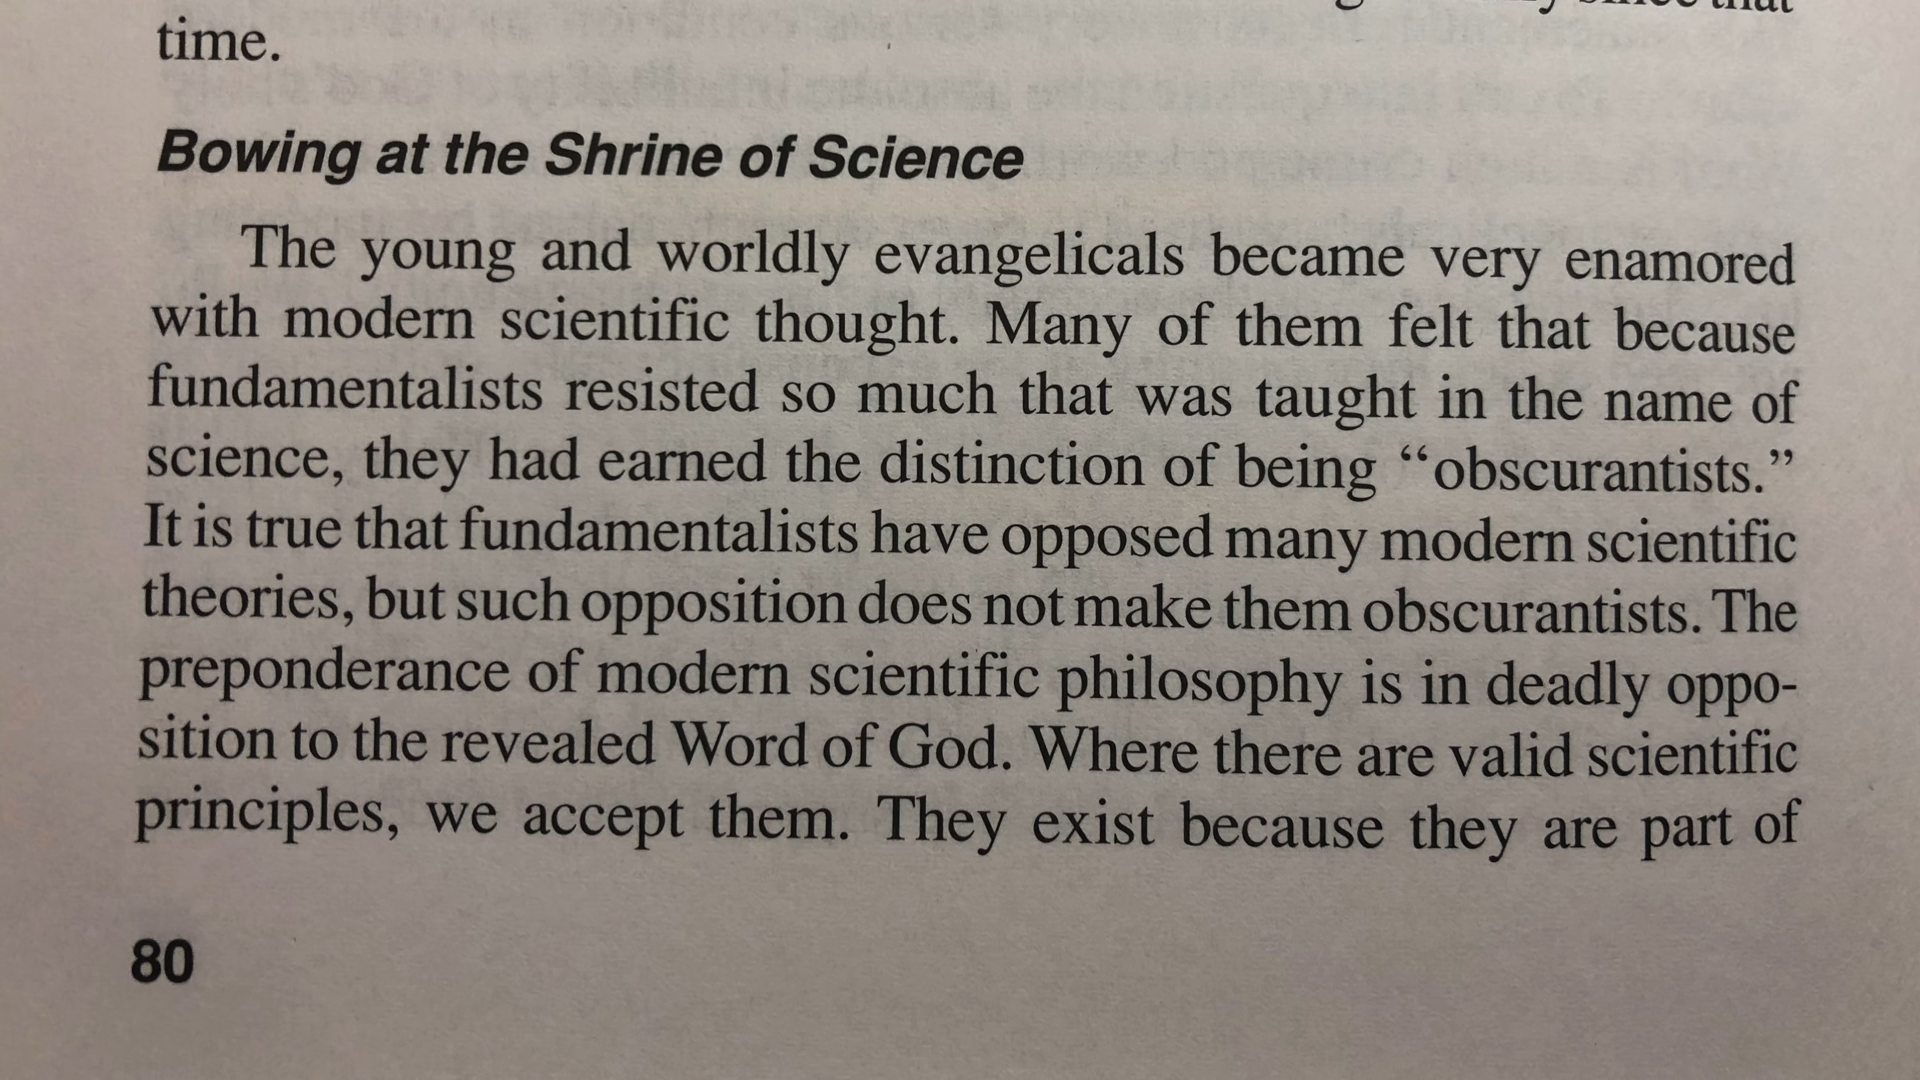 since that
time.
Bowing at the Shrine of Science
The young and worldly evangelicals became very enamored
with modern scientific thought. Many of them felt that because
fundamentalists resisted so much that was taught in the name of
science, they had earned the distinction of being “obscurantists.”
It is true that fundamentalists have opposed many modern scientific
theories, but such opposition does not make them obscurantists. The
preponderance of modern scientific philosophy is in deadly oppo-
sition to the revealed Word of God. Where there are valid scientific
principles, we accept them. They exist because they are part of
80